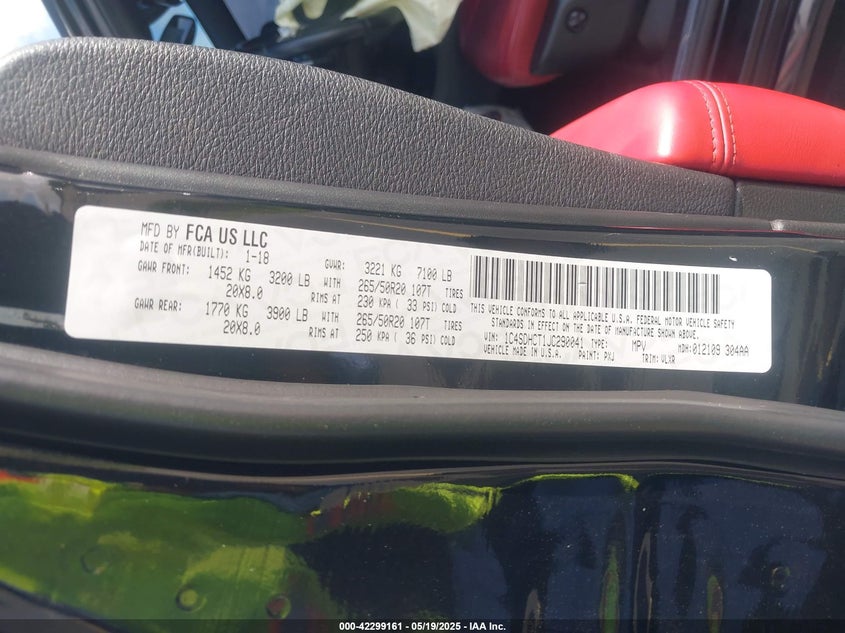 MFD BY FCA US LLC
DATE OF MFR(BUILT): 1-18 GVWR: 3221 KG 7100 LB
GAWR FRONT: 1452 KG 3200 LB WITH 265/50R20 107T TIRES
20X8.0 RIMS AT 230 KPA ( 33 PSI) COLD
GAWR REAR: 1770 KG 3900 LB WITH 265/50R20 107T TIRES
20X8.0 RIMS AT 250 KPA ( 36 PSI) COLD
THIS VEHICLE CONFORMS TO ALL APPLICABLE U.S.A. FEDERAL MOTOR VEHICLE SAFETY
STANDARDS IN EFFECT ON THE DATE OF MANUFACTURE SHOWN ABOVE.
VIN: 1C4SDHCT1JC290041 TYPE: MPV MDH:012109 304AA
VEHICLE MADE IN U.S.A. PAINT: PXJ TRIM: VLXR
000-42299161 - 05/19/2025 - IAA Inc.